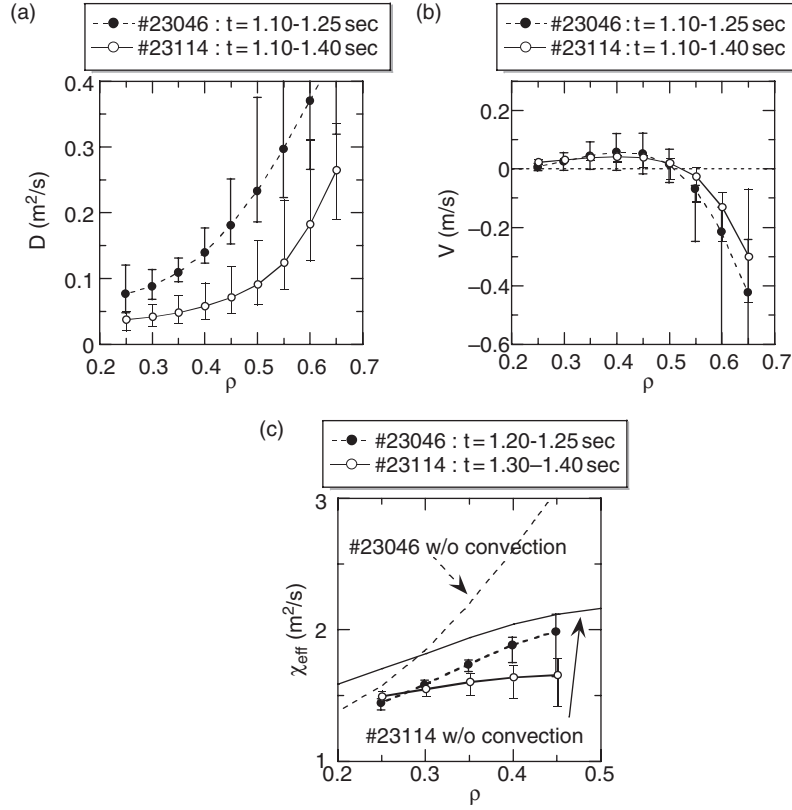 (a)
#23046 : t = 1.10-1.25 sec
#23114 : t = 1.10-1.40 sec
0.4
0.3
0.2
0.1
0
D (m²/s)
0.2 0.3 0.4 0.5 0.6 0.7
ρ
(b)
#23046 : t = 1.10-1.25 sec
#23114 : t = 1.10-1.40 sec
0.2
0
−0.2
−0.4
−0.6
V (m/s)
0.2 0.3 0.4 0.5 0.6 0.7
ρ
(c)
#23046 : t = 1.20-1.25 sec
#23114 : t = 1.30–1.40 sec
3
2
1
χeff (m²/s)
#23046 w/o convection
#23114 w/o convection
0.2 0.3 0.4 0.5
ρ